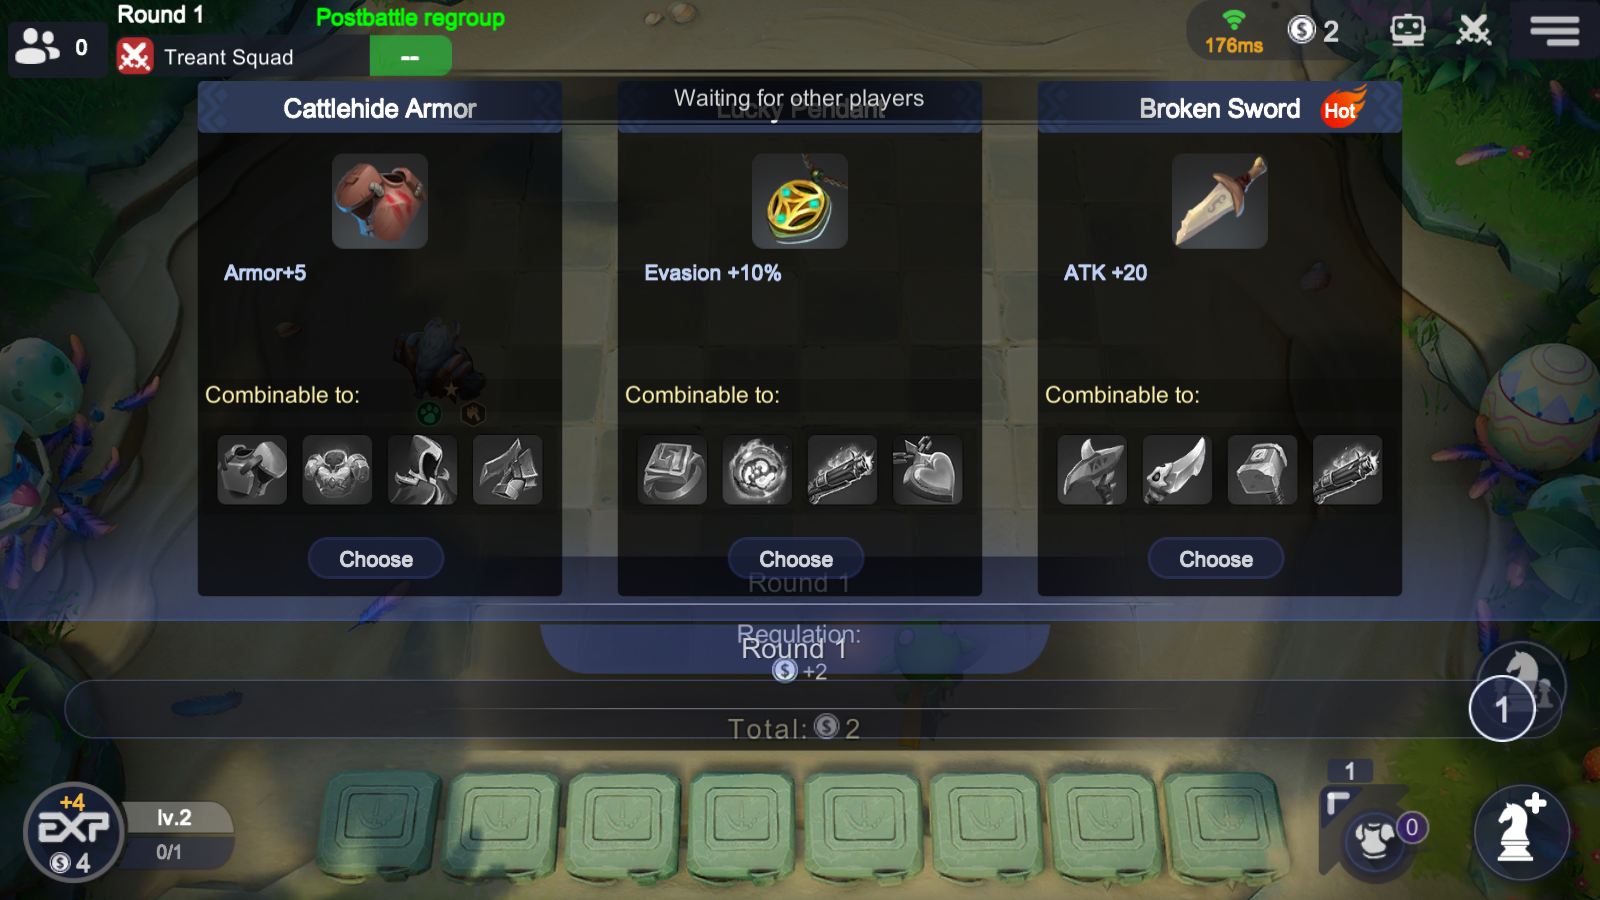 Round 1
Postbattle regroup
0
Treant Squad
--
176ms
2
Waiting for other players
Cattlehide Armor
Lucky Pendant
Broken Sword
Hot
Armor+5
Evasion +10%
ATK +20
Combinable to:
Combinable to:
Combinable to:
Choose
Choose
Choose
Round 1
Regulation:
Round 1
+2
Total: 2
1
1
+4
EXP
4
lv.2
0/1
0